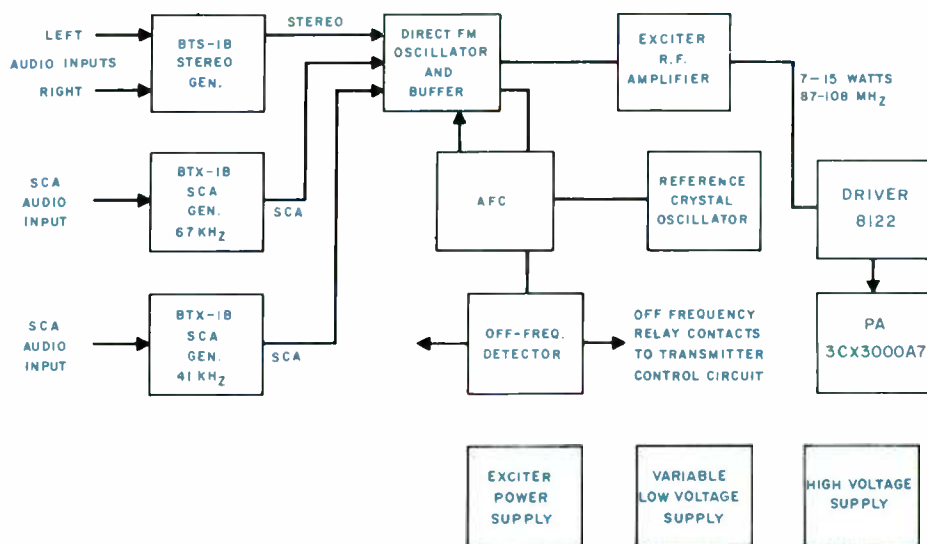 LEFT
AUDIO INPUTS
RIGHT
BTS-1B
STEREO
GEN.
STEREO
DIRECT FM
OSCILLATOR
AND
BUFFER
EXCITER
R.F.
AMPLIFIER
7-15 WATTS
87-108 MHz
SCA
AUDIO
INPUT
BTX-1B
SCA
GEN.
67 KHz
SCA
AFC
REFERENCE
CRYSTAL
OSCILLATOR
DRIVER
8122
SCA
AUDIO
INPUT
BTX-1B
SCA
GEN.
41 KHz
SCA
OFF-FREQ.
DETECTOR
OFF FREQUENCY
RELAY CONTACTS
TO TRANSMITTER
CONTROL CIRCUIT
PA
3CX3000A7
EXCITER
POWER
SUPPLY
VARIABLE
LOW VOLTAGE
SUPPLY
HIGH VOLTAGE
SUPPLY